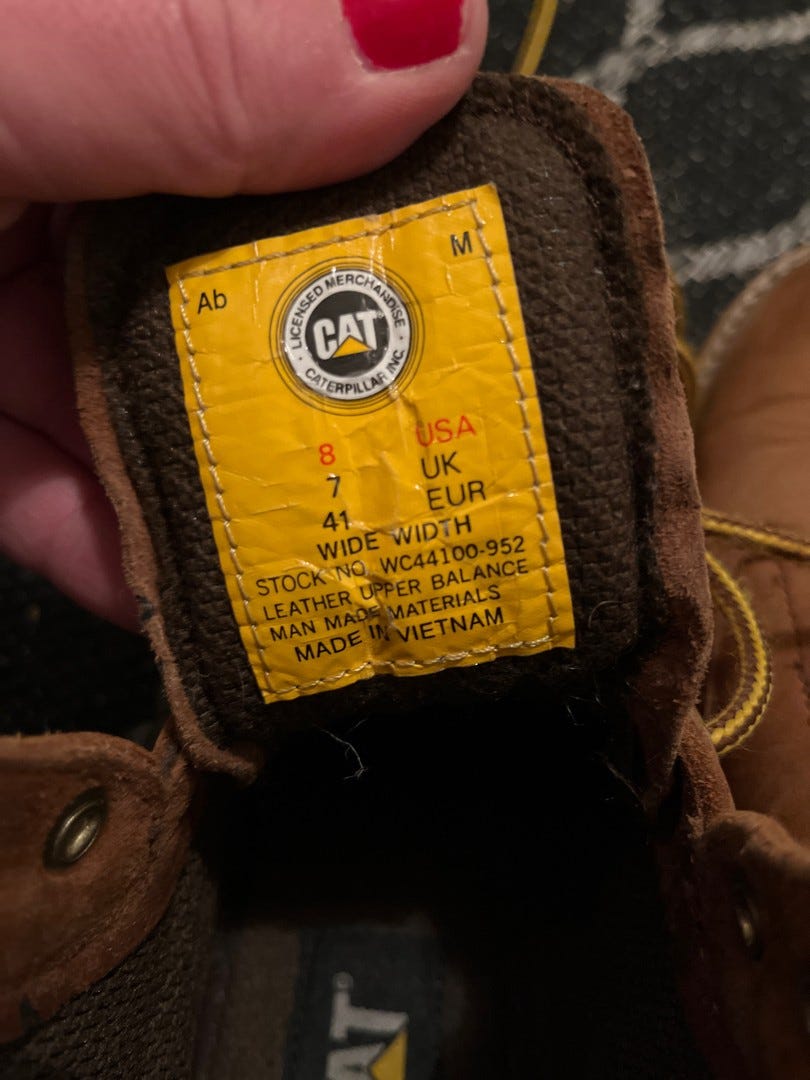 Ab M
LICENSED MERCHANDISE
CAT
CATERPILLAR INC.
8 USA
7 UK
41 EUR
WIDE WIDTH
STOCK NO. WC44100-952
LEATHER UPPER BALANCE
MAN MADE MATERIALS
MADE IN VIETNAM
AT